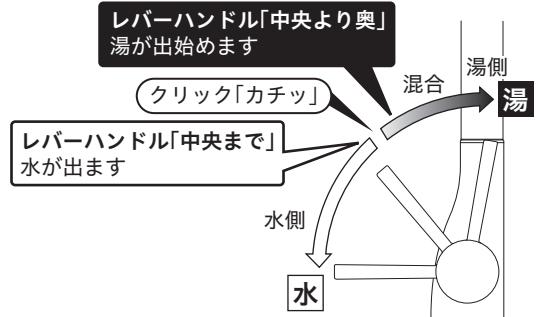 レバーハンドル「中央より奥」
湯が出始めます
湯側
混合
湯
クリック「カチッ」
レバーハンドル「中央まで」
水が出ます
水側
水